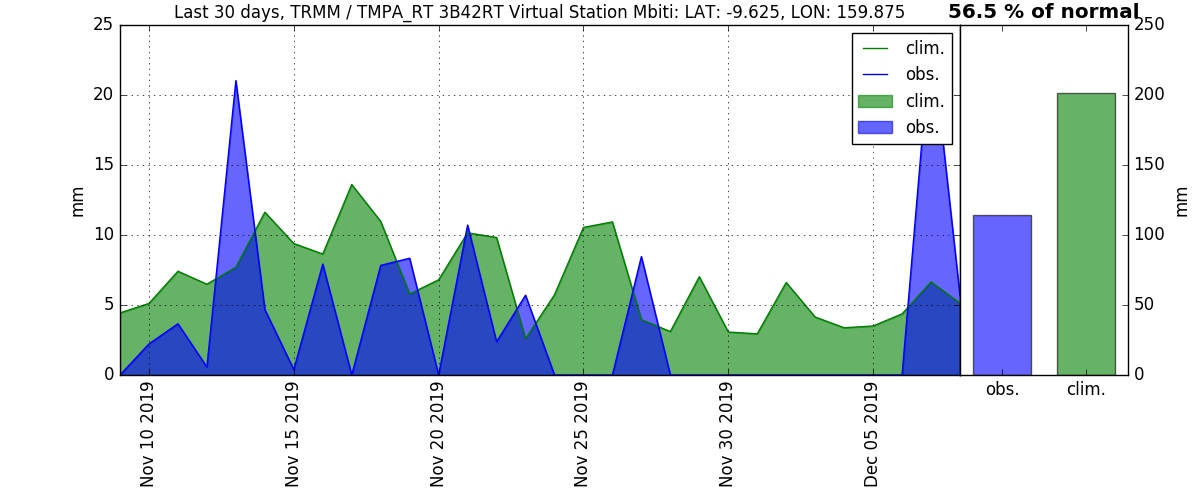 Last 30 days, TRMM / TMPA_RT 3B42RT Virtual Station Mbiti: LAT: -9.625, LON: 159.875
56.5 % of normal
25
20
15
10
5
0
mm
clim.
obs.
clim.
obs.
250
200
150
100
50
0
mm
obs.
clim.
Nov 10 2019
Nov 15 2019
Nov 20 2019
Nov 25 2019
Nov 30 2019
Dec 05 2019